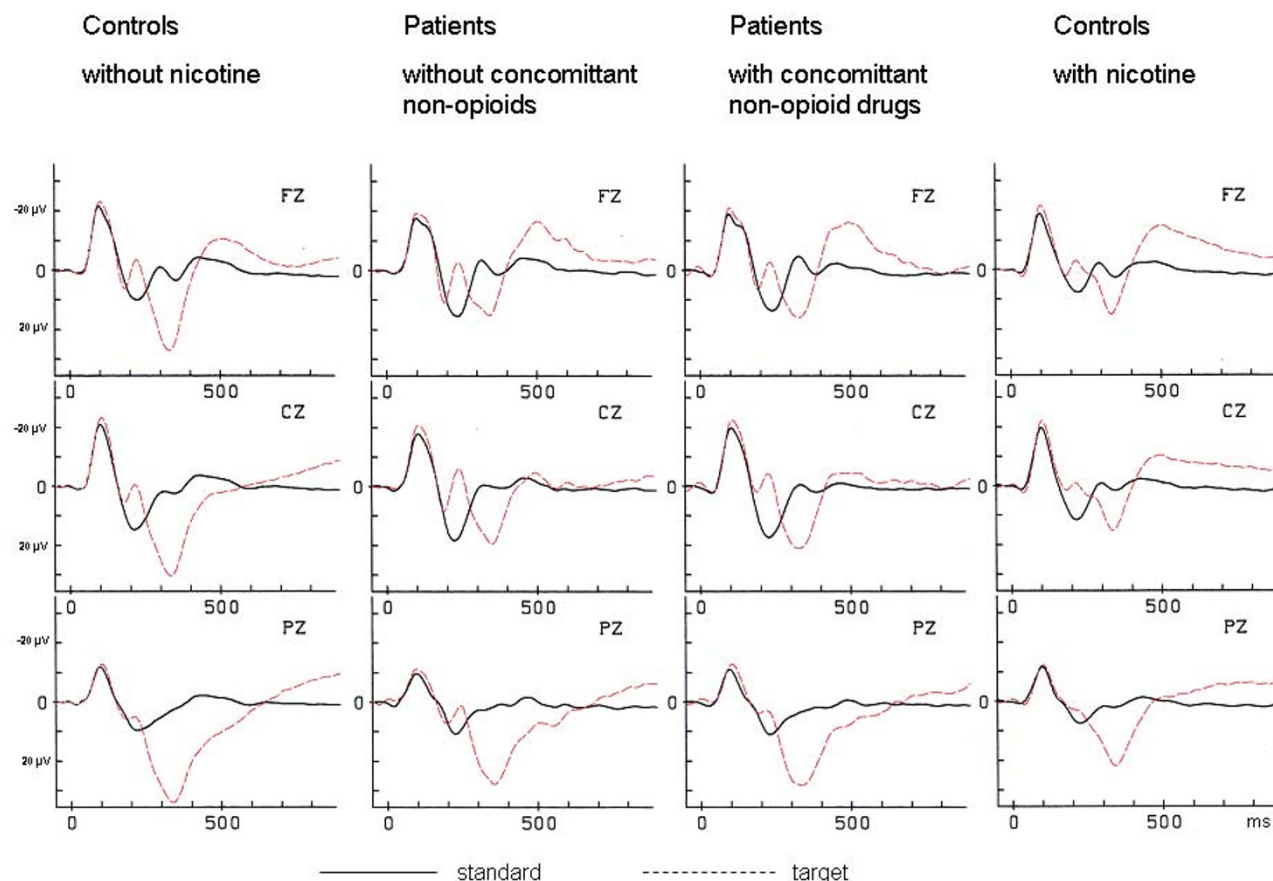 Controls
without nicotine
Patients
without concomittant
non-opioids
Patients
with concomittant
non-opioid drugs
Controls
with nicotine
FZ FZ FZ FZ
-20 µV
0 0 0 0
20 µV
0 500 0 500 0 500 0 500
CZ CZ CZ CZ
-20 µV
0 0 0 0
20 µV
0 500 0 500 0 500 0 500
PZ PZ PZ PZ
-20 µV
0 0 0 0
20 µV
0 500 0 500 0 500 0 500 ms
standard target